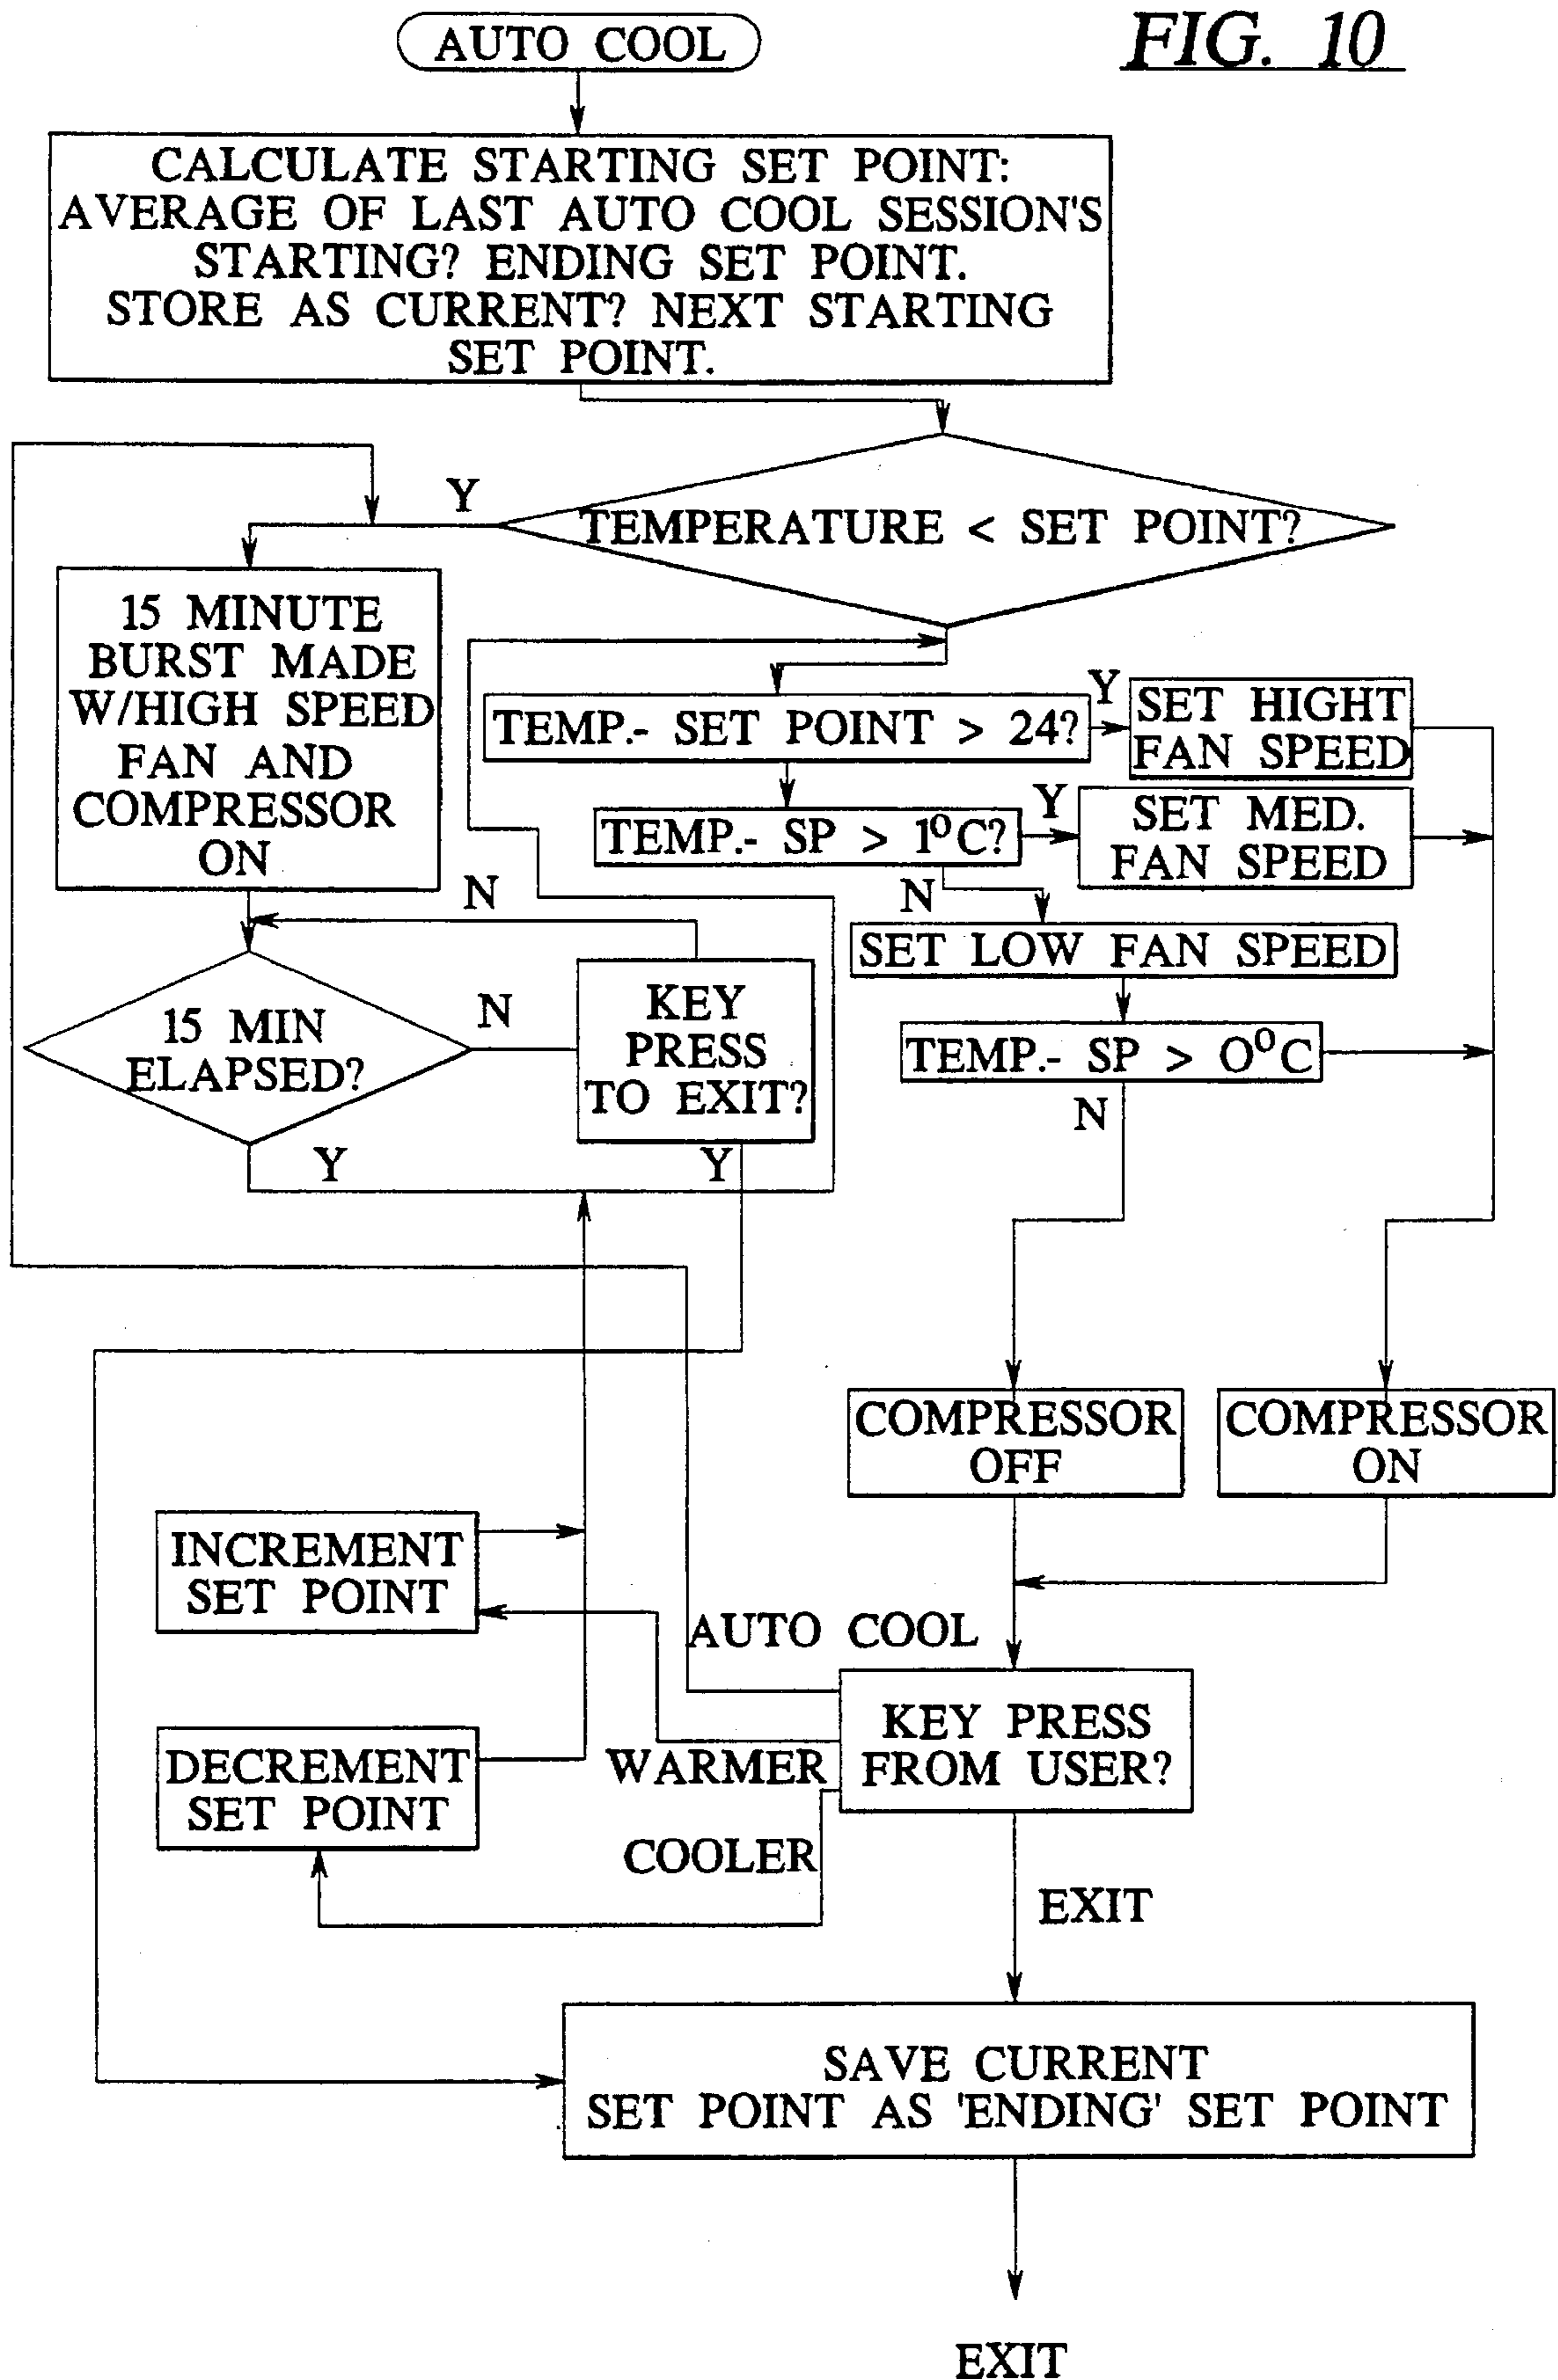 AUTO COOL
FIG. 10
CALCULATE STARTING SET POINT:
AVERAGE OF LAST AUTO COOL SESSION'S
STARTING? ENDING SET POINT.
STORE AS CURRENT? NEXT STARTING
SET POINT.
Y
TEMPERATURE < SET POINT?
15 MINUTE
BURST MADE
W/HIGH SPEED
FAN AND
COMPRESSOR
ON
TEMP.- SET POINT > 24?
Y
SET HIGHT
FAN SPEED
TEMP.- SP > 1°C?
Y
SET MED.
FAN SPEED
N
N
SET LOW FAN SPEED
15 MIN
ELAPSED?
N
KEY
PRESS
TO EXIT?
TEMP.- SP > 0°C
N
Y
Y
COMPRESSOR
OFF
COMPRESSOR
ON
INCREMENT
SET POINT
AUTO COOL
KEY PRESS
FROM USER?
DECREMENT
SET POINT
WARMER
COOLER
EXIT
SAVE CURRENT
SET POINT AS 'ENDING' SET POINT
EXIT